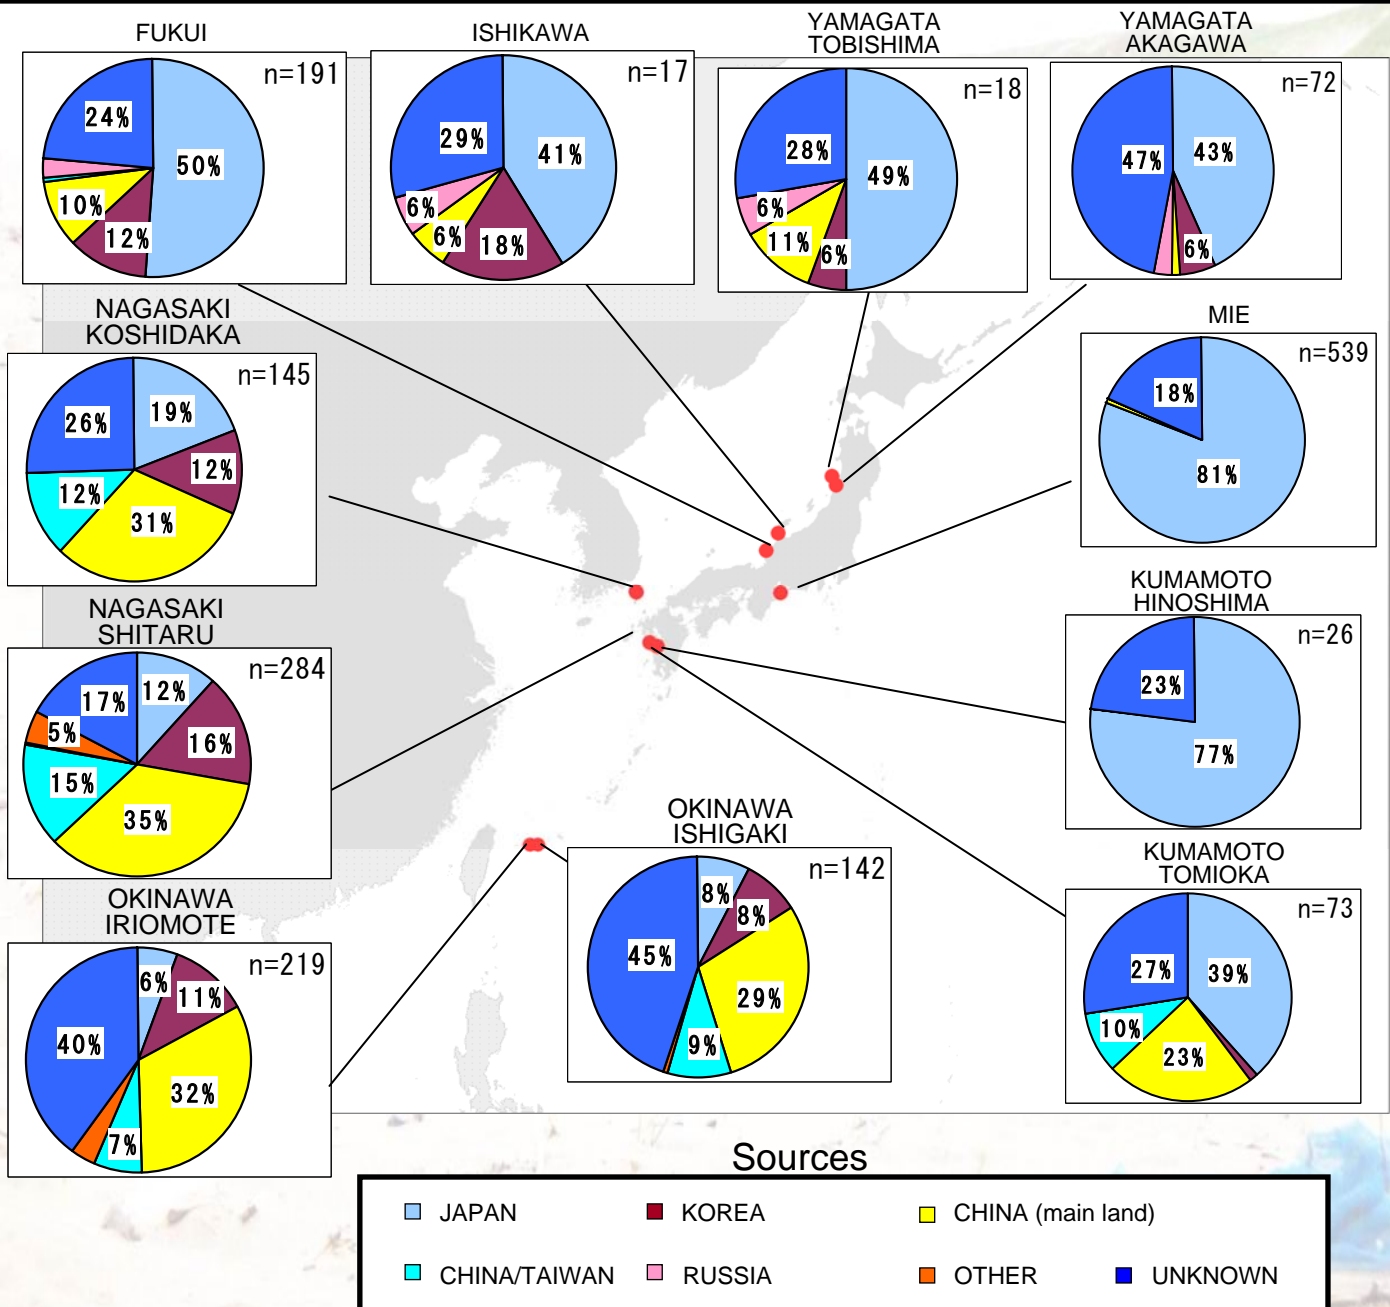 FUKUI
n=191
24%
50%
10%
12%
ISHIKAWA
n=17
29%
41%
6%
6%
18%
YAMAGATA
TOBISHIMA
n=18
28%
49%
6%
11%
6%
YAMAGATA
AKAGAWA
n=72
47%
43%
6%
NAGASAKI
KOSHIDAKA
n=145
26%
19%
12%
12%
31%
MIE
n=539
18%
81%
NAGASAKI
SHITARU
n=284
17%
12%
5%
16%
15%
35%
KUMAMOTO
HINOSHIMA
n=26
23%
77%
OKINAWA
IRIOMOTE
n=219
6%
11%
40%
32%
7%
OKINAWA
ISHIGAKI
n=142
8%
8%
45%
29%
9%
KUMAMOTO
TOMIOKA
n=73
27%
39%
10%
23%
Sources
JAPAN
KOREA
CHINA (main land)
CHINA/TAIWAN
RUSSIA
OTHER
UNKNOWN